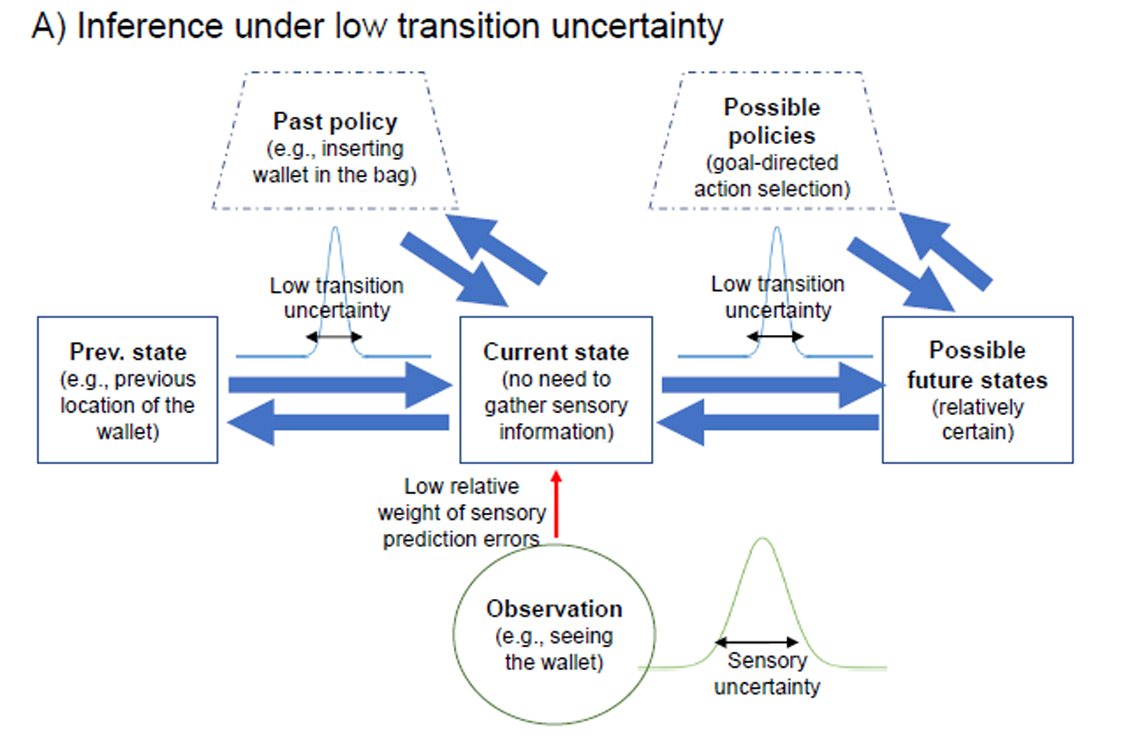 A) Inference under low transition uncertainty
Past policy
(e.g., inserting
wallet in the bag)
Possible
policies
(goal-directed
action selection)
Low transition
uncertainty
Low transition
uncertainty
Prev. state
(e.g., previous
location of the
wallet)
Current state
(no need to
gather sensory
information)
Possible
future states
(relatively
certain)
Low relative
weight of sensory
prediction errors
Observation
(e.g., seeing
the wallet)
Sensory
uncertainty